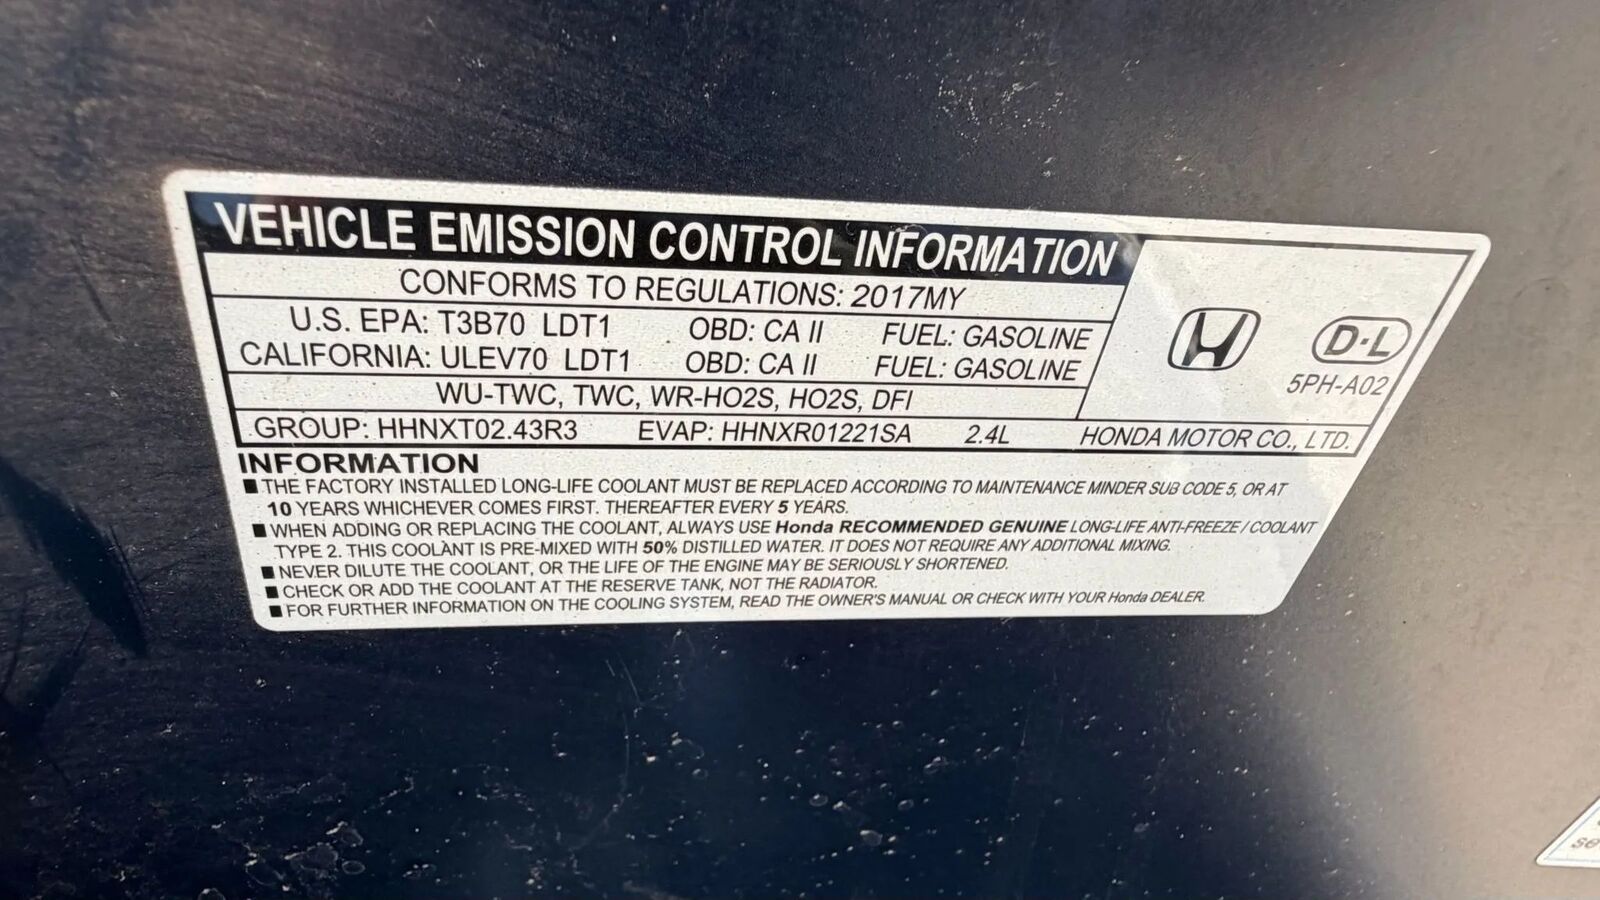 VEHICLE EMISSION CONTROL INFORMATION
CONFORMS TO REGULATIONS: 2017MY
U.S. EPA: T3B70 LDT1 OBD: CA II FUEL: GASOLINE
CALIFORNIA: ULEV70 LDT1 OBD: CA II FUEL: GASOLINE
D-L
5PH-A02
WU-TWC, TWC, WR-HO2S, HO2S, DFI
GROUP: HHNXT02.43R3 EVAP: HHNXR01221SA 2.4L HONDA MOTOR CO., LTD.
INFORMATION
■ THE FACTORY INSTALLED LONG-LIFE COOLANT MUST BE REPLACED ACCORDING TO MAINTENANCE MINDER SUB CODE 5, OR AT
10 YEARS WHICHEVER COMES FIRST. THEREAFTER EVERY 5 YEARS.
■ WHEN ADDING OR REPLACING THE COOLANT, ALWAYS USE Honda RECOMMENDED GENUINE LONG-LIFE ANTI-FREEZE / COOLANT
TYPE 2. THIS COOLANT IS PRE-MIXED WITH 50% DISTILLED WATER. IT DOES NOT REQUIRE ANY ADDITIONAL MIXING.
■ NEVER DILUTE THE COOLANT, OR THE LIFE OF THE ENGINE MAY BE SERIOUSLY SHORTENED.
■ CHECK OR ADD THE COOLANT AT THE RESERVE TANK, NOT THE RADIATOR.
■ FOR FURTHER INFORMATION ON THE COOLING SYSTEM, READ THE OWNER'S MANUAL OR CHECK WITH YOUR Honda DEALER.